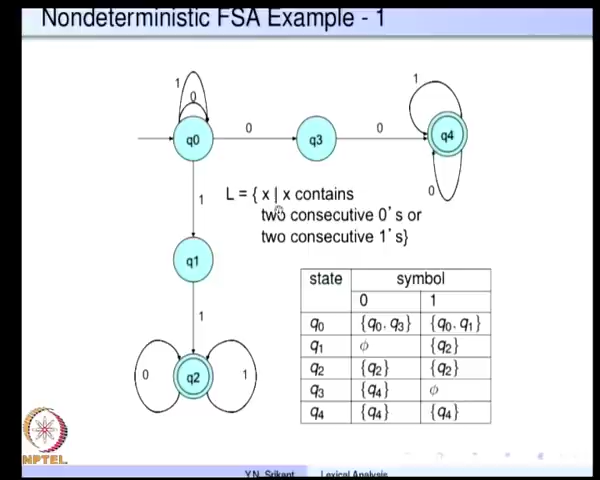 Nondeterministic FSA Example - 1
1
0
q0
0
q3
0
q4
1
0
1
L = { x | x contains
two consecutive 0's or
two consecutive 1's}
q1
1
0
q2
1
state symbol
0 1
q0 {q0, q3} {q0, q1}
q1 ϕ {q2}
q2 {q2} {q2}
q3 {q4} ϕ
q4 {q4} {q4}
NPTEL
Y.N. Srikant Lexical Analysis